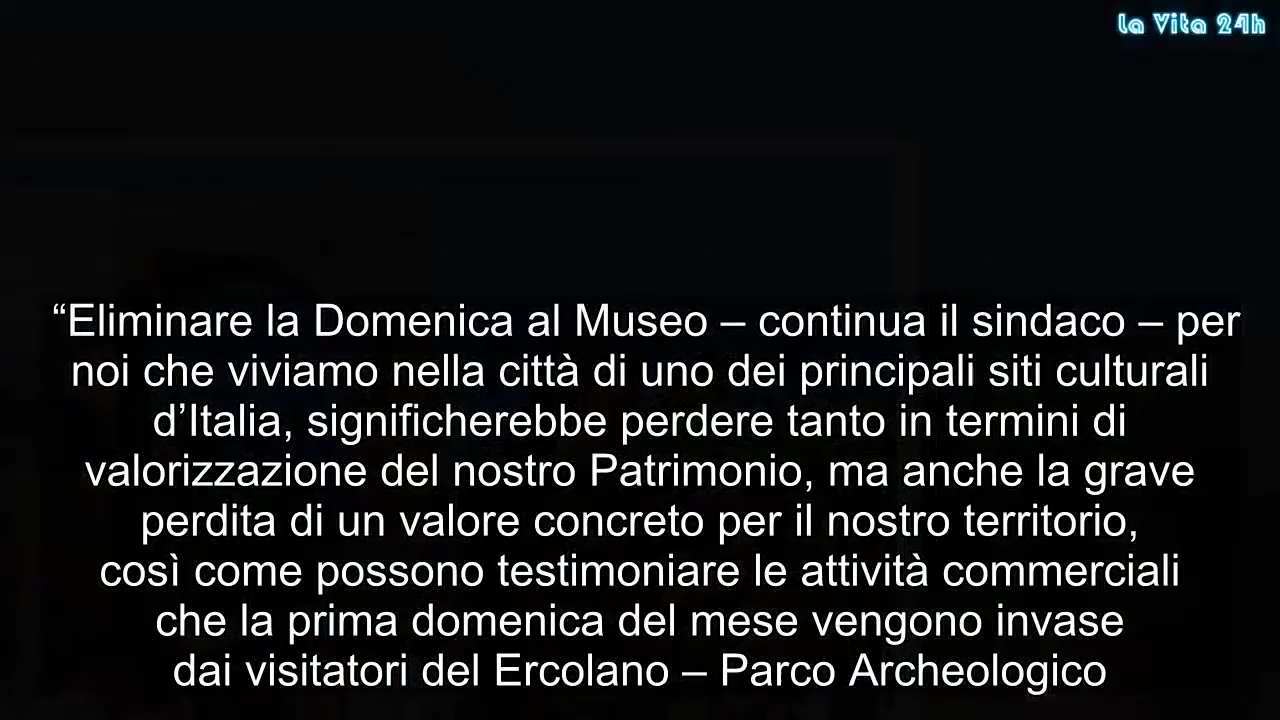 la Vita 24h
“Eliminare la Domenica al Museo – continua il sindaco – per
noi che viviamo nella città di uno dei principali siti culturali
d’Italia, significherebbe perdere tanto in termini di
valorizzazione del nostro Patrimonio, ma anche la grave
perdita di un valore concreto per il nostro territorio,
così come possono testimoniare le attività commerciali
che la prima domenica del mese vengono invase
dai visitatori del Ercolano – Parco Archeologico